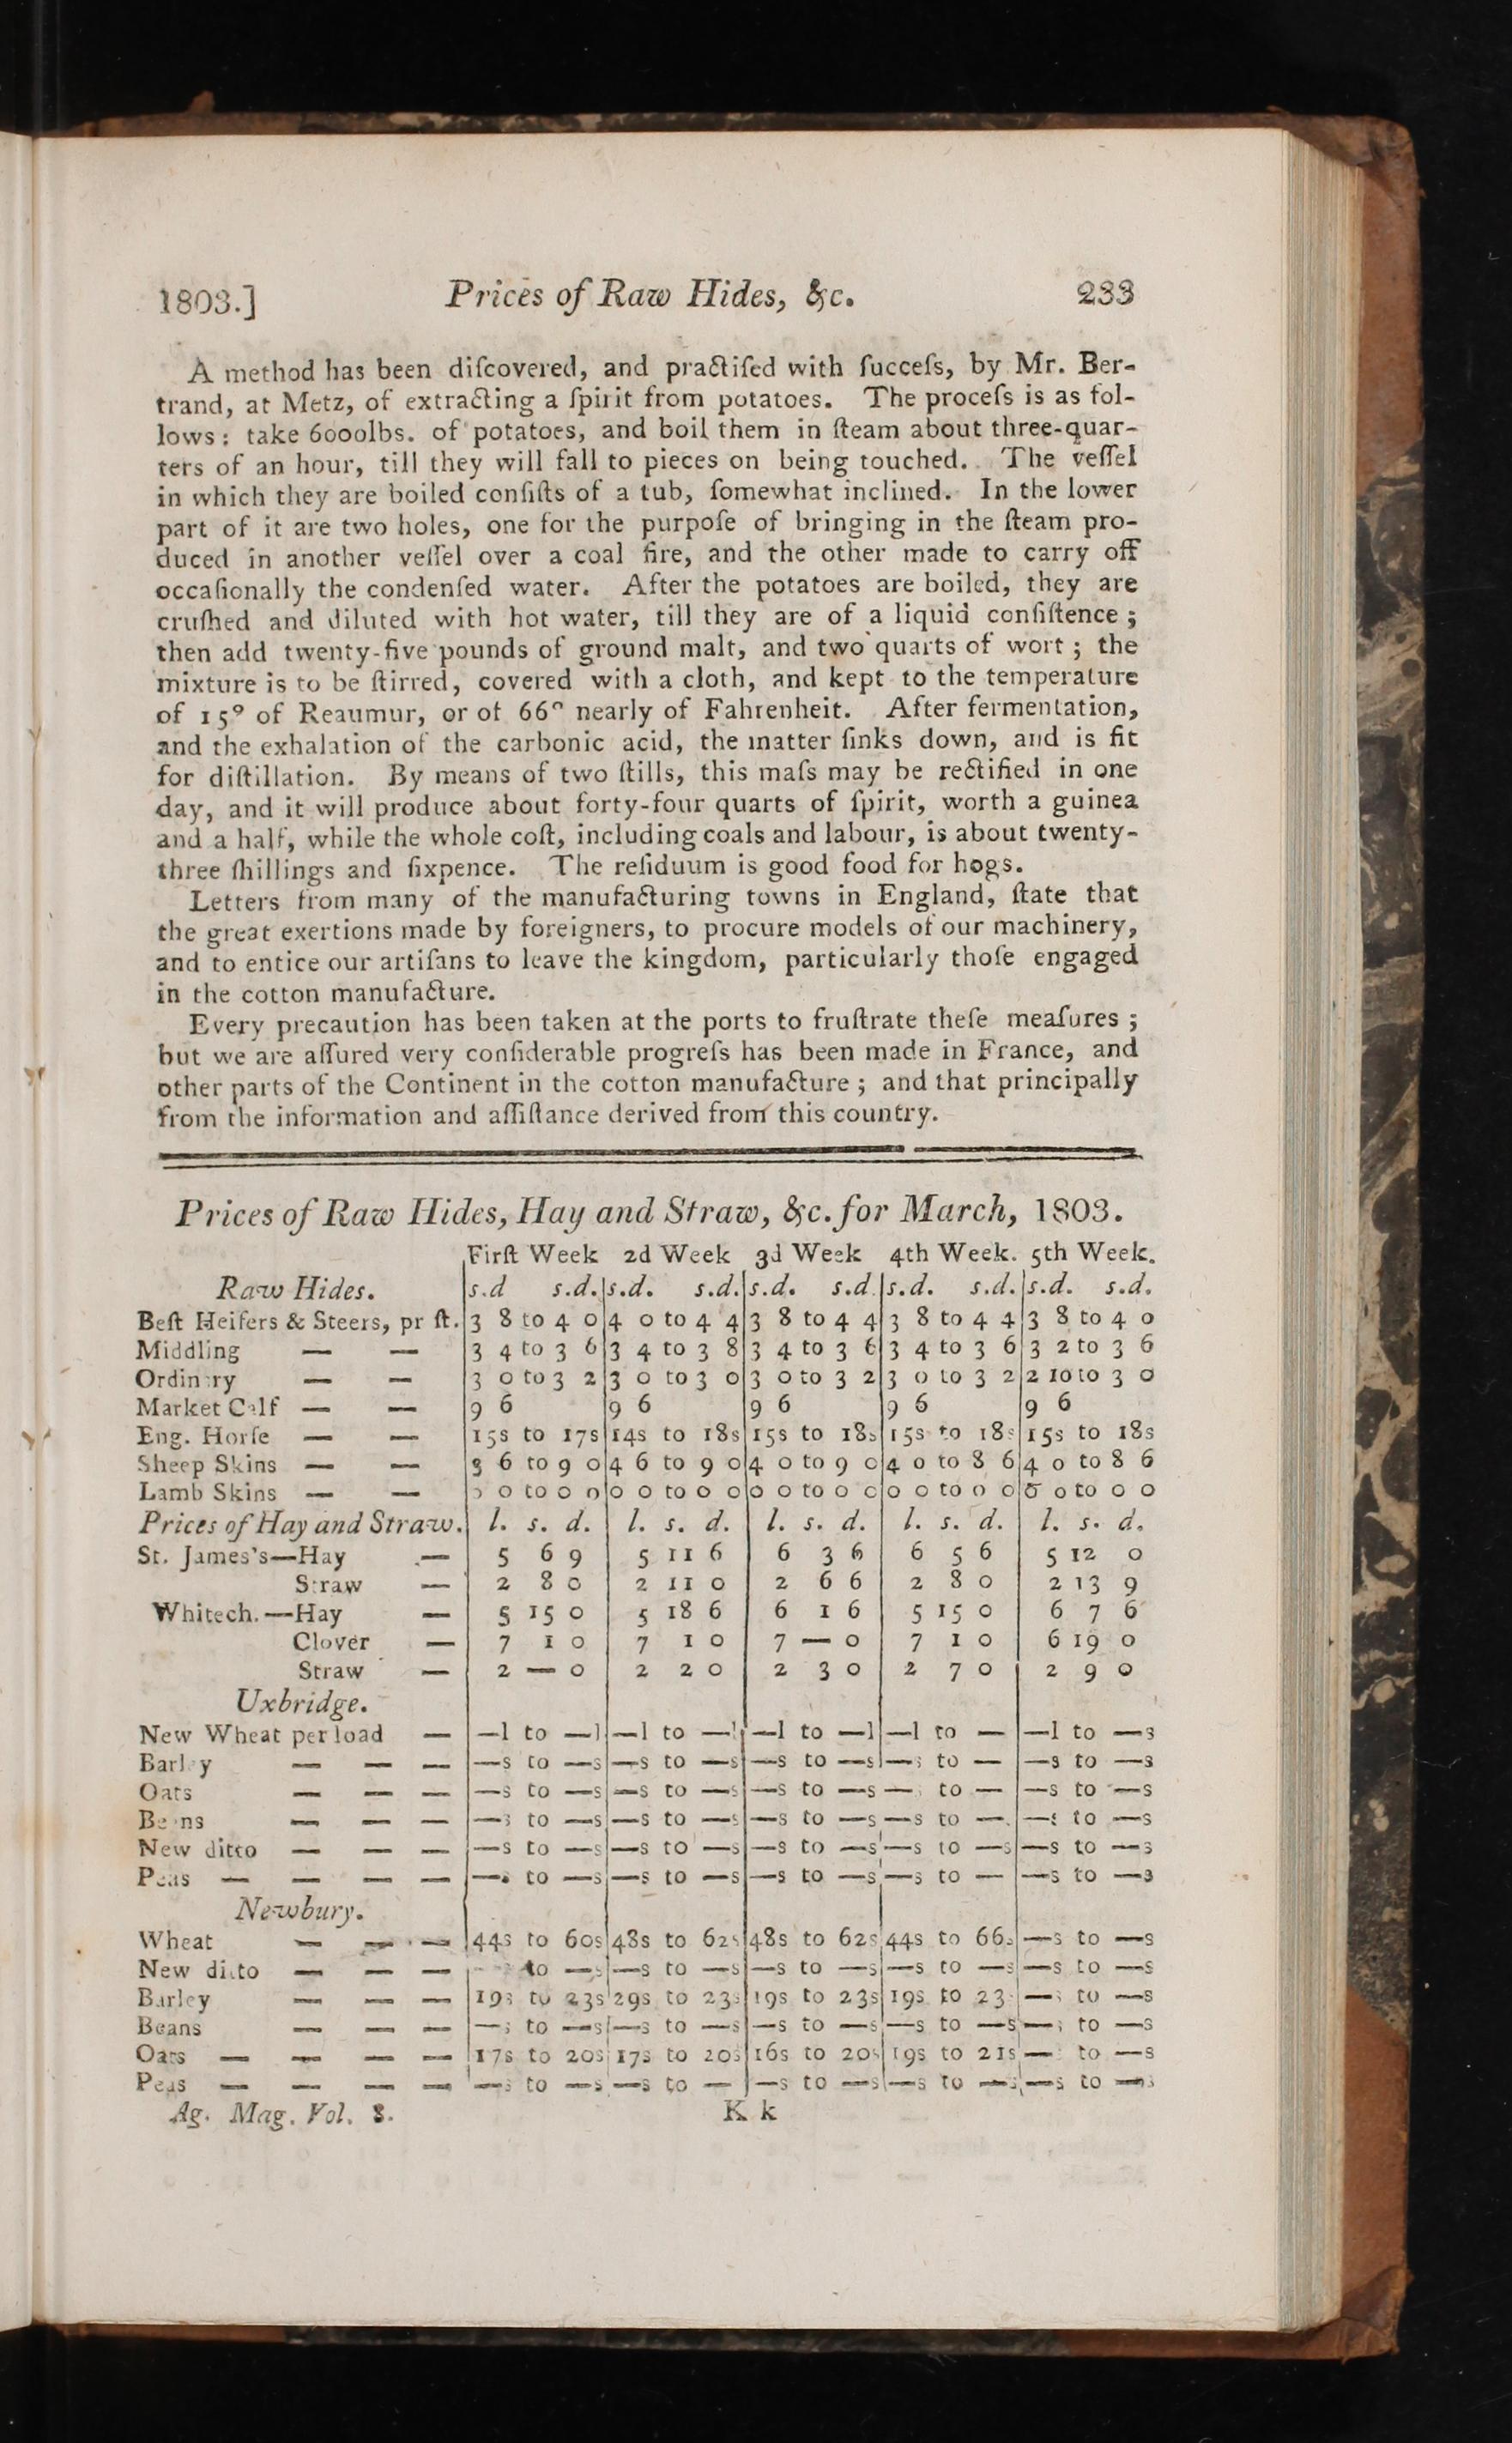 1803.] Prices of Raw Hides, &c. 233
A method has been diſcovered, and practiſed with ſucceſs, by Mr. Ber-
trand, at Metz, of extracting a ſpirit from potatoes. The proceſs is as fol-
lows: take 6000lbs. of potatoes, and boil them in ſteam about three-quar-
ters of an hour, till they will fall to pieces on being touched. The veſſel
in which they are boiled conſiſts of a tub, ſomewhat inclined. In the lower
part of it are two holes, one for the purpoſe of bringing in the ſteam pro-
duced in another veſſel over a coal fire, and the other made to carry off
occaſionally the condenſed water. After the potatoes are boiled, they are
cruſhed and diluted with hot water, till they are of a liquid conſiſtence;
then add twenty-five pounds of ground malt, and two quarts of wort; the
mixture is to be ſtirred, covered with a cloth, and kept to the temperature
of 15° of Reaumur, or of 66° nearly of Fahrenheit. After fermentation,
and the exhalation of the carbonic acid, the matter ſinks down, and is fit
for diſtillation. By means of two ſtills, this maſs may be rectified in one
day, and it will produce about forty-four quarts of ſpirit, worth a guinea
and a half, while the whole coſt, including coals and labour, is about twenty-
three ſhillings and ſixpence. The reſiduum is good food for hogs.
Letters from many of the manufacturing towns in England, ſtate that
the great exertions made by foreigners, to procure models of our machinery,
and to entice our artiſans to leave the kingdom, particularly thoſe engaged
in the cotton manufacture.
Every precaution has been taken at the ports to fruſtrate theſe meaſures;
but we are aſſured very conſiderable progreſs has been made in France, and
other parts of the Continent in the cotton manufacture; and that principally
from the information and aſſiſtance derived from this country.
Prices of Raw Hides, Hay and Straw, &c. for March, 1803.
Firſt Week 2d Week 3d Week 4th Week. 5th Week.
Raw Hides. s.d s.d. s.d. s.d. s.d. s.d. s.d. s.d. s.d. s.d.
Beſt Heifers & Steers, pr ſt. 3 8 to 4 0 4 0 to 4 4 3 8 to 4 4 3 8 to 4 4 3 8 to 4 0
Middling — — 3 4 to 3 6 3 4 to 3 8 3 4 to 3 6 3 4 to 3 6 3 2 to 3 6
Ordinary — — 3 0 to 3 2 3 0 to 3 0 3 0 to 3 2 3 0 to 3 2 2 10 to 3 0
Market Calf — — 9 6 9 6 9 6 9 6 9 6
Eng. Horſe — — 15s to 17s 14s to 18s 15s to 18s 15s to 18s 15s to 18s
Sheep Skins — — 3 6 to 9 0 4 6 to 9 0 4 0 to 9 0 4 0 to 8 6 4 0 to 8 6
Lamb Skins — — 0 0 to 0 0 0 0 to 0 0 0 0 to 0 0 0 0 to 0 0 0 0 to 0 0
Prices of Hay and Straw. l. s. d. l. s. d. l. s. d. l. s. d. l. s. d.
St. James's—Hay — 5 6 9 5 11 6 6 3 6 6 5 6 5 12 0
Straw — 2 8 0 2 11 0 2 6 6 2 8 0 2 13 9
Whitech.—Hay — 5 15 0 5 18 6 6 1 6 5 15 0 6 7 6
Clover — 7 1 0 7 1 0 7 — 0 7 1 0 6 19 0
Straw — 2 — 0 2 2 0 2 3 0 2 7 0 2 9 0
Uxbridge.
New Wheat per load — —l to —l —l to —l —l to —l —l to — —l to —s
Barley — — — —s to —s —s to —s —s to —s —s to — —s to —s
Oats — — — —s to —s —s to —s —s to —s — to — —s to —s
Beans — — — —s to —s —s to —s —s to —s —s to — —s to —s
New ditto — — — —s to —s —s to —s —s to —s —s to —s —s to —s
Peas — — — — —s to —s —s to —s —s to —s —s to — —s to —s
Newbury.
Wheat — — — 44s to 60s 48s to 62s 48s to 62s 44s to 66s —s to —s
New ditto — — — to —s —s to —s —s to —s —s to —s —s to —s
Barley — — — 19s to 23s 29s to 23s 19s to 23s 19s to 23 —s to —s
Beans — — — —s to —s —s to —s —s to —s —s to —s —s to —s
Oats — — — — 17s to 20s 17s to 20s 16s to 20s 19s to 21s — to —s
Peas — — — — —s to —s —s to — —s to —s —s to —s —s to —s
Ag. Mag. Vol. 8. K k